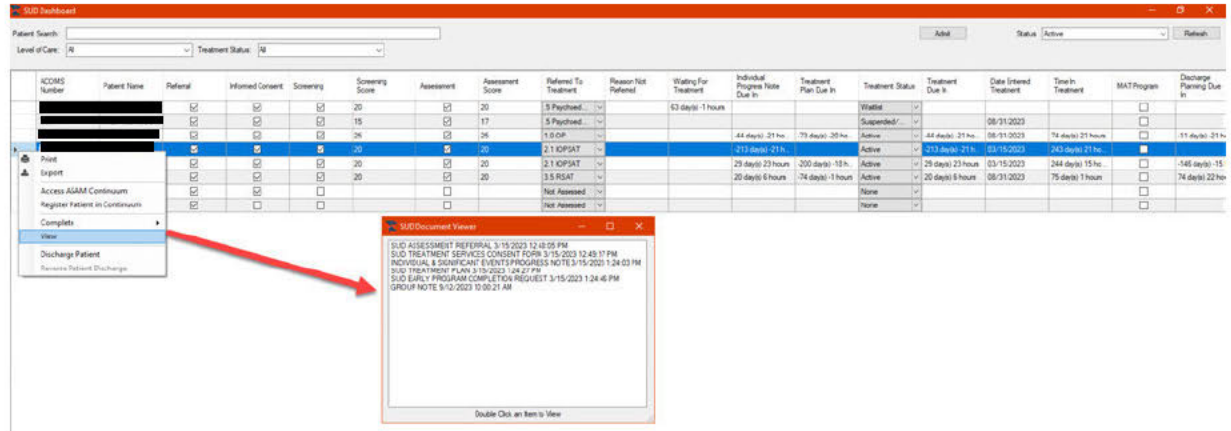 SUD Dashboard
Patient Search:
Admit Status Active Refresh
Level of Care: All Treatment Status: All
ACOMS Number Patient Name Referral Informed Consent Screening Screening Score Assessment Assessment Score Referred To Treatment Reason Not Referred Waiting For Treatment Individual Progress Note Due In Treatment Plan Due In Treatment Status Treatment Due In Date Entered Treatment Time In Treatment MAT Program Discharge Planning Due In
20 20 .5 Psychoed... 63 day(s) -1 hours Waitlist
15 17 .5 Psychoed... Suspended/... 08/31/2023
26 26 1.0 OP -44 day(s) -21 ho... -73 day(s) -20 ho... Active -44 day(s) -21 h... 08/31/2023 74 day(s) 21 hours -11 day(s) -21 h
20 20 2.1 IOPSAT -213 day(s) -21 h... Active -213 day(s) -21 h... 03/15/2023 243 day(s) 21 ho...
20 20 2.1 IOPSAT 29 day(s) 23 hours -200 day(s) -18 h... Active 29 day(s) 23 hours 03/15/2023 244 day(s) 15 ho... -146 day(s) -15
20 20 3.5 RSAT 20 day(s) 6 hours -74 day(s) -1 hours Active 20 day(s) 6 hours 08/31/2023 75 day(s) 1 hours 74 day(s) 22 ho
Not Assessed None
Not Assessed None
Print
Export
Access ASAM Continuum
Register Patient in Continuum
Complete
View
Discharge Patient
Reverse Patient Discharge
SUD Document Viewer
SUD ASSESSMENT REFERRAL 3/15/2023 12:48:05 PM
SUD TREATMENT SERVICES CONSENT FORM 3/15/2023 12:49:17 PM
INDIVIDUAL & SIGNIFICANT EVENTS PROGRESS NOTE 3/15/2023 1:24:03 PM
SUD TREATMENT PLAN 3/15/2023 1:24:27 PM
SUD EARLY PROGRAM COMPLETION REQUEST 3/15/2023 1:24:46 PM
GROUP NOTE 9/12/2023 10:00:21 AM
Double Click an Item to View